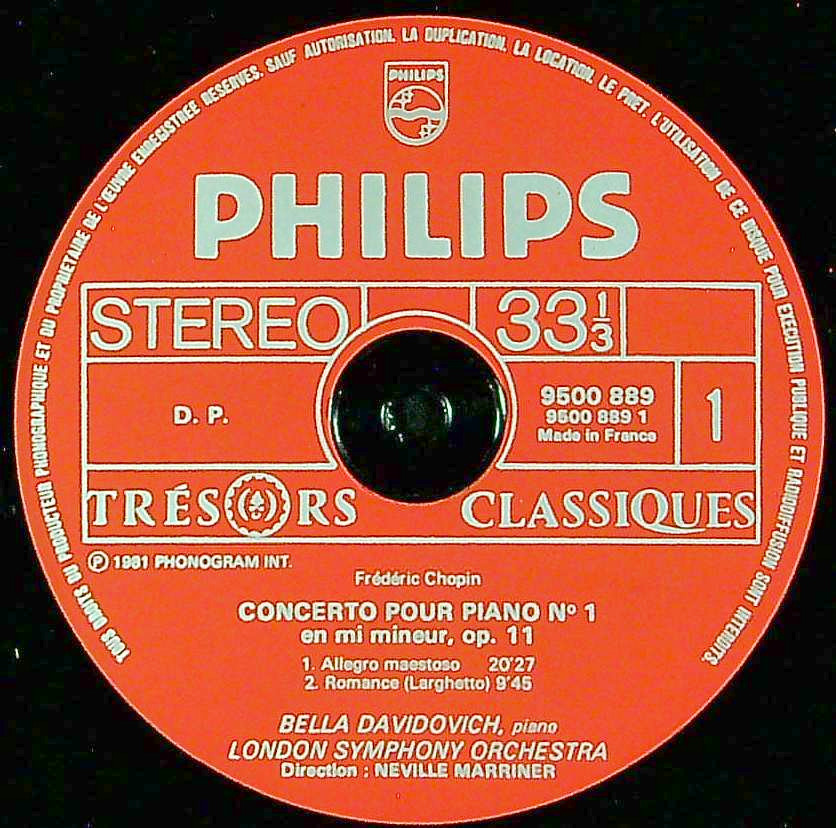 TOUS DROITS DU PRODUCTEUR PHONOGRAPHIQUE ET DU PROPRIETAIRE DE L'ŒUVRE ENREGISTREE RESERVES. SAUF AUTORISATION, LA DUPLICATION, LA LOCATION, LE PRET, L'UTILISATION DE CE DISQUE POUR EXECUTION PUBLIQUE ET RADIODIFFUSION SONT INTERDITS.
PHILIPS
PHILIPS
STEREO 33 1/3
D. P.
9500 889
9500 889 1
Made in France
1
TRÉSORS CLASSIQUES
℗ 1981 PHONOGRAM INT.
Frédéric Chopin
CONCERTO POUR PIANO Nº 1
en mi mineur, op. 11
1. Allegro maestoso 20'27
2. Romance (Larghetto) 9'45
BELLA DAVIDOVICH, piano
LONDON SYMPHONY ORCHESTRA
Direction : NEVILLE MARRINER